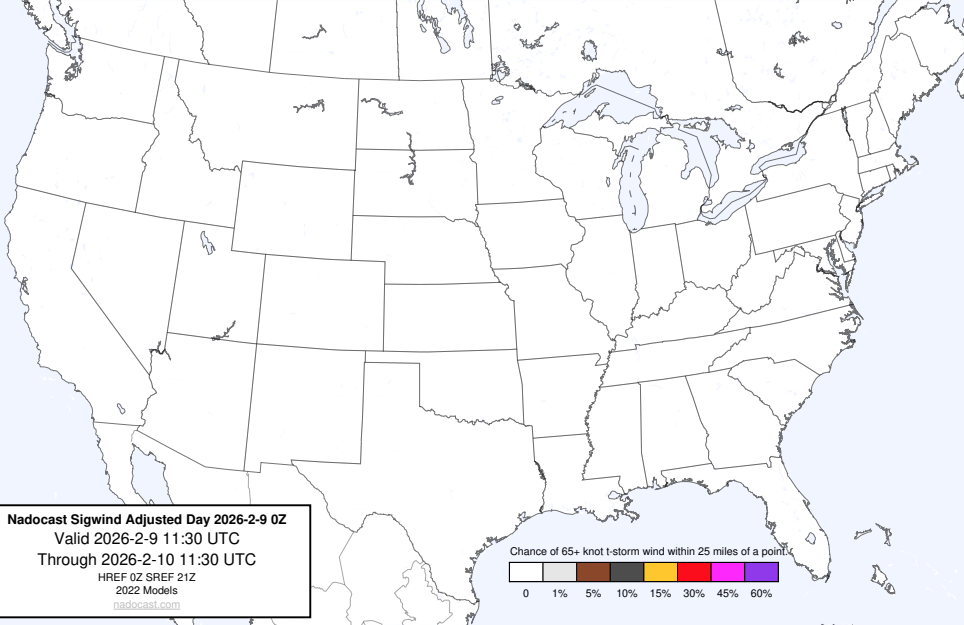 Nadocast Sigwind Adjusted Day 2026-2-9 0Z
Valid 2026-2-9 11:30 UTC
Through 2026-2-10 11:30 UTC
HREF 0Z SREF 21Z
2022 Models
nadocast.com
Chance of 65+ knot t-storm wind within 25 miles of a point.
0 1% 5% 10% 15% 30% 45% 60%